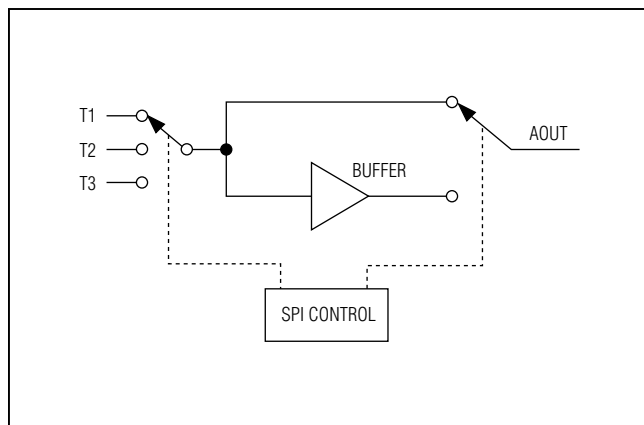 T1
T2
T3
BUFFER
AOUT
SPI CONTROL